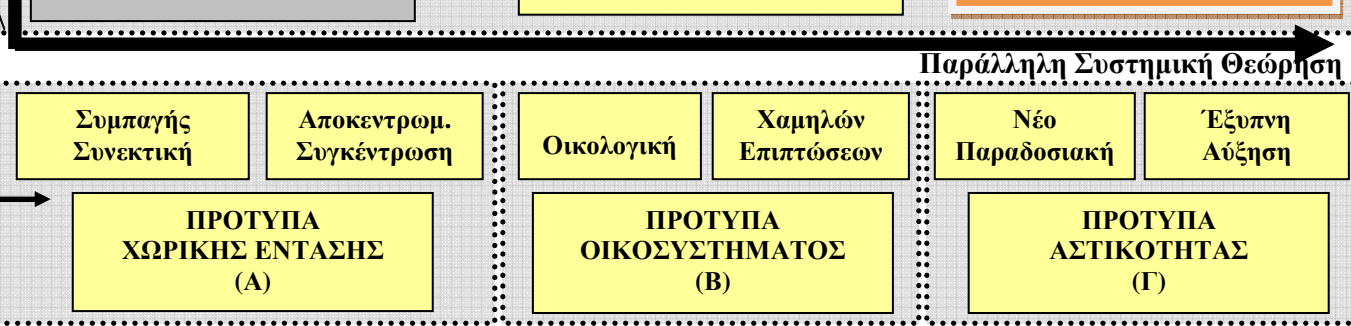 Παράλληλη Συστημική Θεώρηση
Συμπαγής
Συνεκτική
Αποκεντρωμ.
Συγκέντρωση
Οικολογική
Χαμηλών
Επιπτώσεων
Νέο
Παραδοσιακή
Έξυπνη
Αύξηση
ΠΡΟΤΥΠΑ
ΧΩΡΙΚΗΣ ΕΝΤΑΣΗΣ
(Α)
ΠΡΟΤΥΠΑ
ΟΙΚΟΣΥΣΤΗΜΑΤΟΣ
(Β)
ΠΡΟΤΥΠΑ
ΑΣΤΙΚΟΤΗΤΑΣ
(Γ)